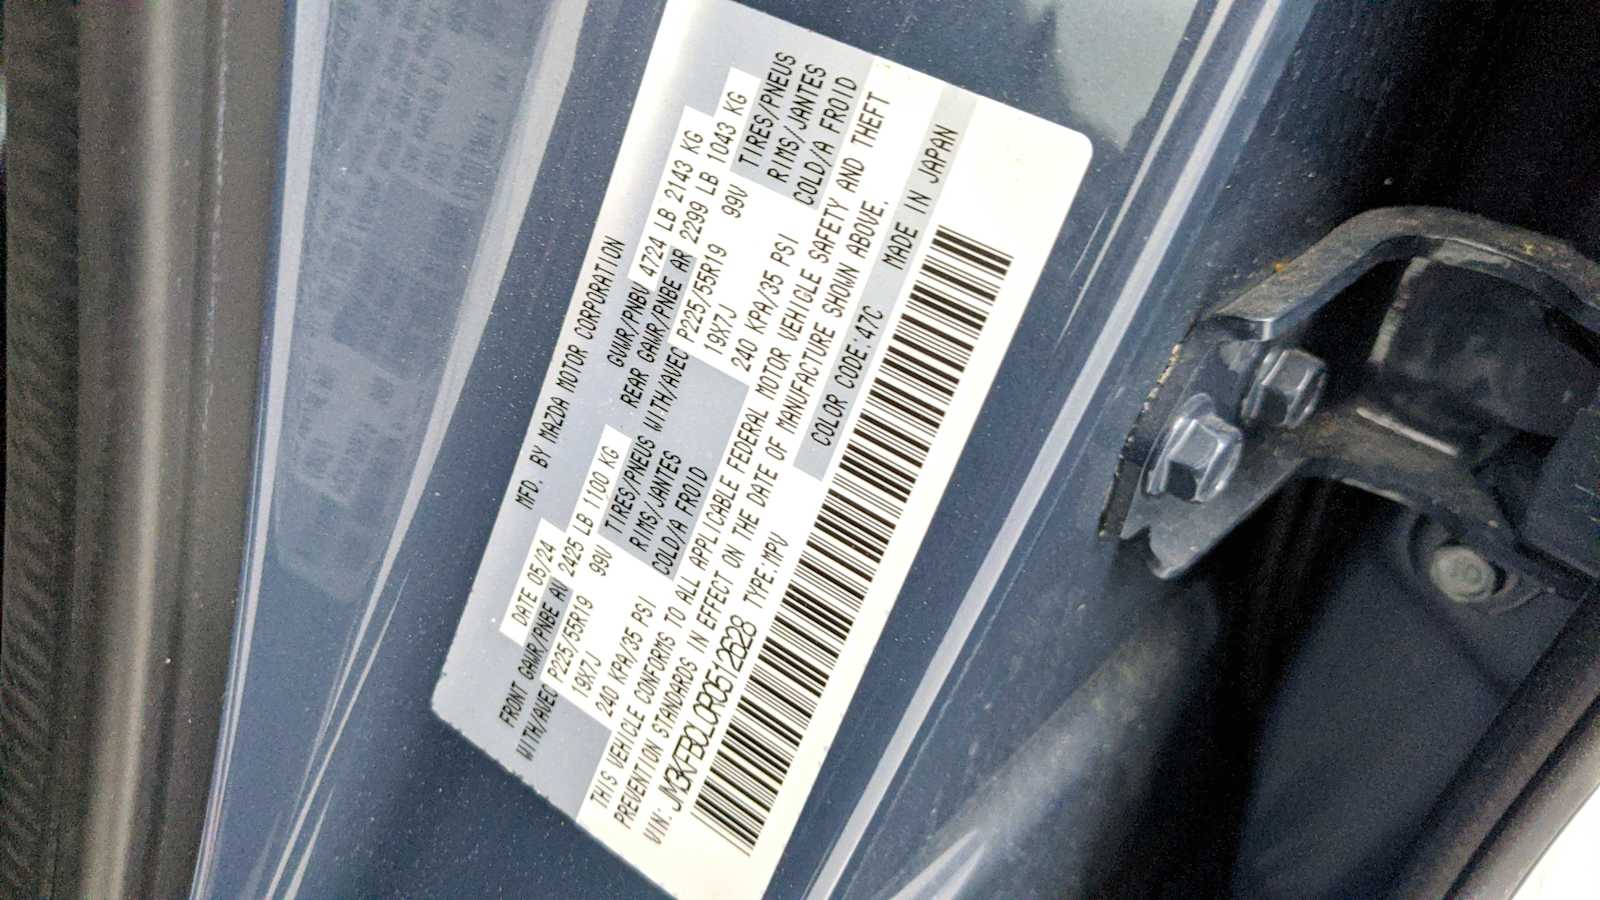 MFD. BY MAZDA MOTOR CORPORATION
DATE 05/24 GVWR/PNBV 4724 LB 2143 KG
FRONT GAWR/PNBE AV 2425 LB 1100 KG REAR GAWR/PNBE AR 2299 LB 1043 KG
WITH/AVEC P225/55R19 99V TIRES/PNEUS WITH/AVEC P225/55R19 99V TIRES/PNEUS
19X7J RIMS/JANTES 19X7J RIMS/JANTES
240 KPA/35 PSI COLD/A FROID 240 KPA/35 PSI COLD/A FROID
THIS VEHICLE CONFORMS TO ALL APPLICABLE FEDERAL MOTOR VEHICLE SAFETY AND THEFT
PREVENTION STANDARDS IN EFFECT ON THE DATE OF MANUFACTURE SHOWN ABOVE.
VIN: JM3KFBCL0R0512628 TYPE:MPV COLOR CODE:47C MADE IN JAPAN